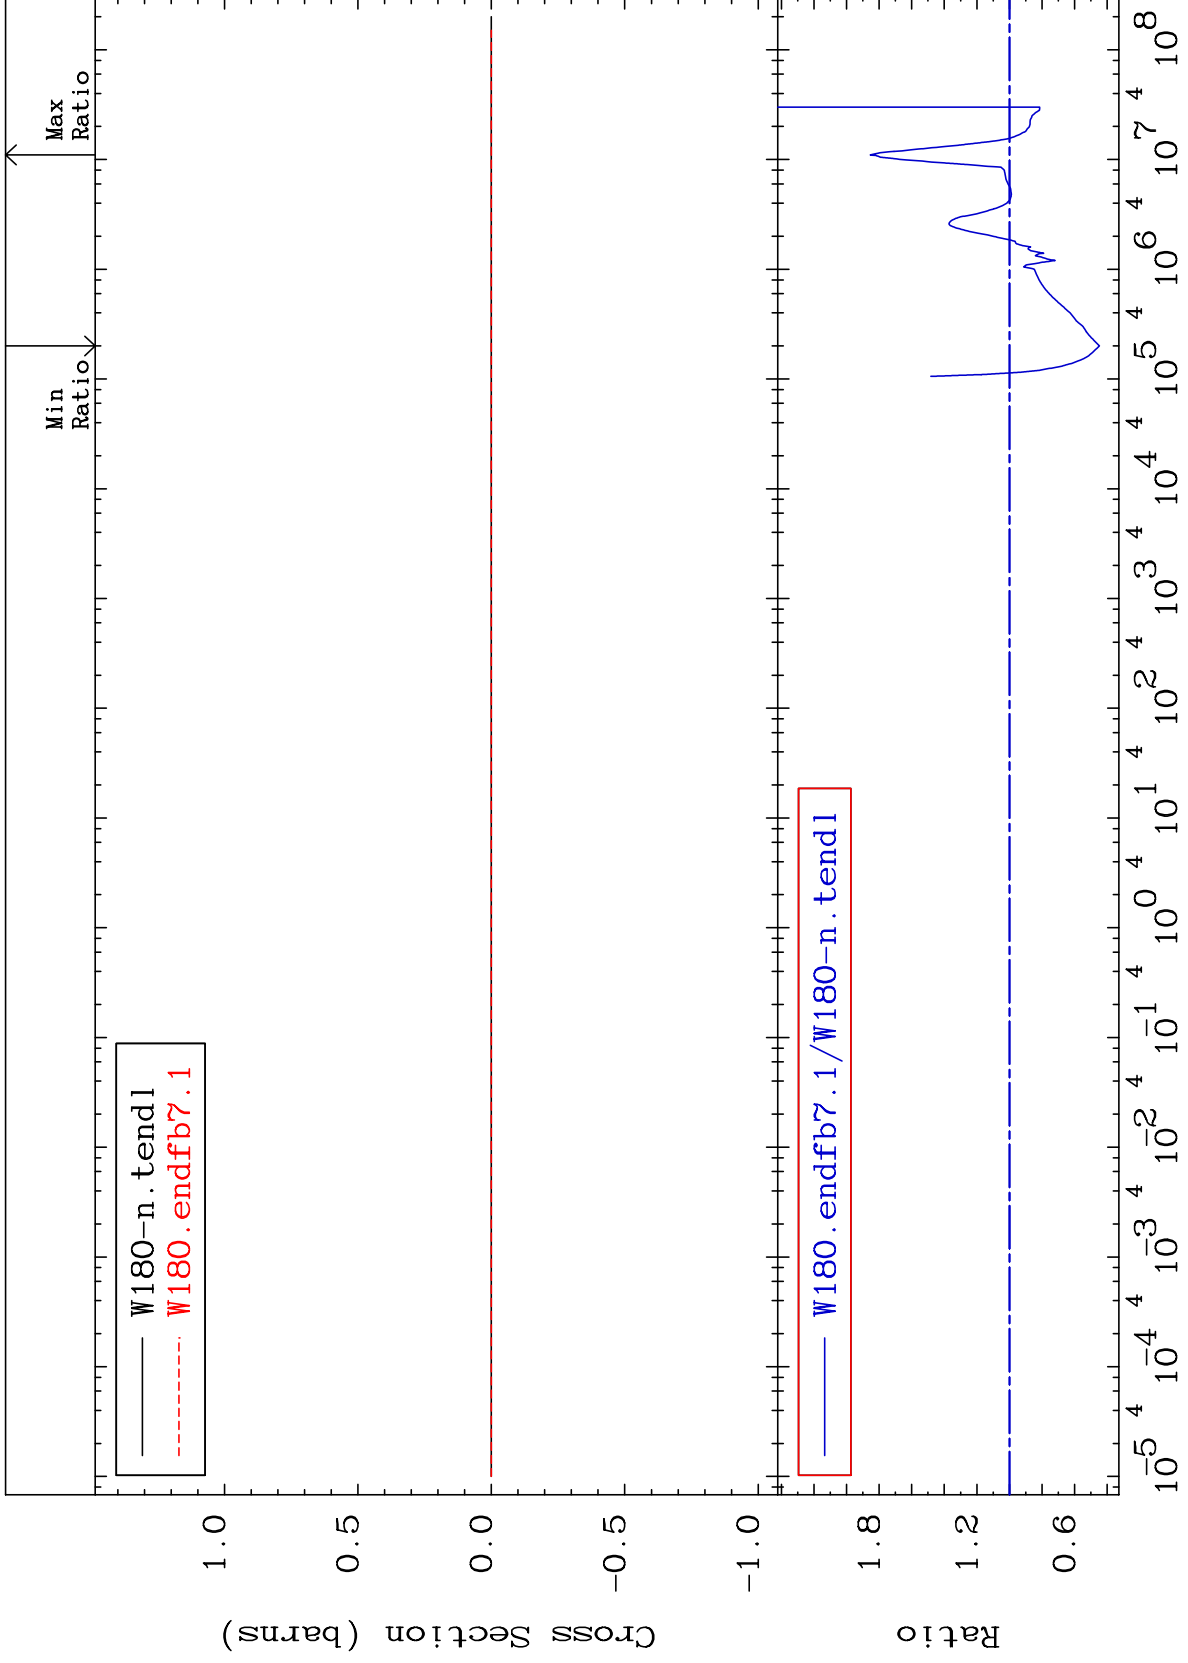 Min
Ratio
Max
Ratio
W180-n.tendl
W180.endfb7.1
1.0
0.5
0.0
-0.5
-1.0
Cross Section (barns)
W180.endfb7.1/W180-n.tendl
1.8
1.2
0.6
Ratio
10^-5 4 10^-4 4 10^-3 4 10^-2 4 10^-1 4 10^0 4 10^1 4 10^2 4 10^3 4 10^4 4 10^5 4 10^6 4 10^7 4 10^8